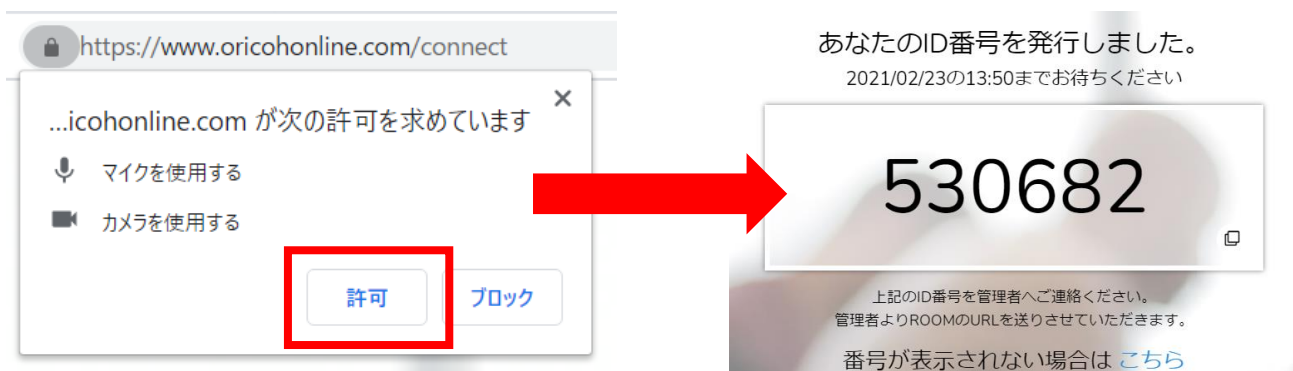 https://www.oricohonline.com/connect
...icohonline.com が次の許可を求めています
マイクを使用する
カメラを使用する
許可
ブロック
あなたのID番号を発行しました。
2021/02/23の13:50までお待ちください
530682
上記のID番号を管理者へご連絡ください。
管理者よりROOMのURLを送りさせていただきます。
番号が表示されない場合は こちら